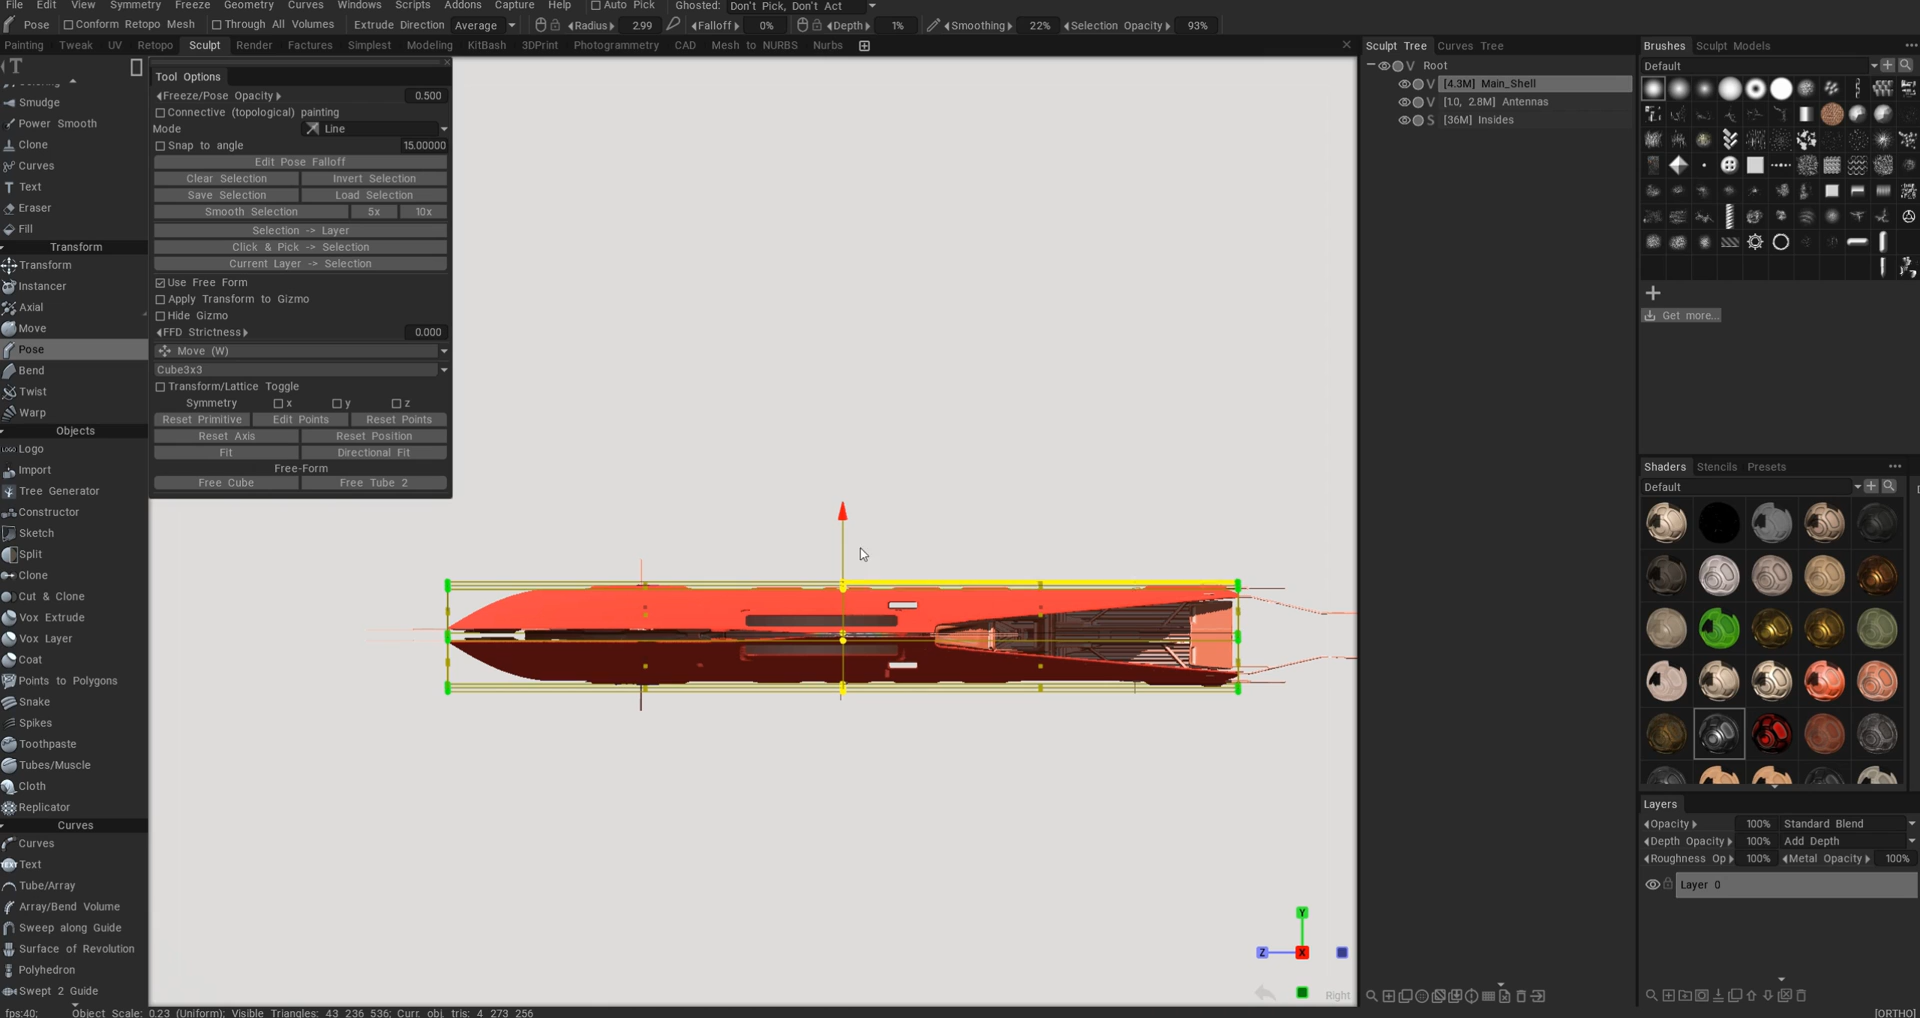 File Edit View Symmetry Freeze Geometry Curves Windows Scripts Addons Capture Help Auto Pick Ghosted: Don't Pick, Don't Act
Pose Conform Retopo Mesh Through All Volumes Extrude Direction Average Radius 2.99 Falloff 0% Depth 1% Smoothing 22% Selection Opacity 93%
Painting Tweak UV Retopo Sculpt Render Factures Simplest Modeling KitBash 3DPrint Photogrammetry CAD Mesh to NURBS Nurbs
Smudge
Power Smooth
Clone
Curves
Text
Eraser
Fill
Transform
Transform
Instancer
Axial
Move
Pose
Bend
Twist
Warp
Objects
Logo
Import
Tree Generator
Constructor
Sketch
Split
Clone
Cut & Clone
Vox Extrude
Vox Layer
Coat
Points to Polygons
Snake
Spikes
Toothpaste
Tubes/Muscle
Cloth
Replicator
Curves
Curves
Text
Tube/Array
Array/Bend Volume
Sweep along Guide
Surface of Revolution
Polyhedron
Swept 2 Guide
Tool Options
Freeze/Pose Opacity 0.500
Connective (topological) painting
Mode Line
Snap to angle 15.00000
Edit Pose Falloff
Clear Selection Invert Selection
Save Selection Load Selection
Smooth Selection 5x 10x
Selection -> Layer
Click & Pick -> Selection
Current Layer -> Selection
Use Free Form
Apply Transform to Gizmo
Hide Gizmo
FFD Strictness 0.000
Move (W)
Cube3x3
Transform/Lattice Toggle
Symmetry x y z
Reset Primitive Edit Points Reset Points
Reset Axis Reset Position
Fit Directional Fit
Free-Form
Free Cube Free Tube 2
Y
Z X
Right
Sculpt Tree Curves Tree
V Root
V [4.3M] Main_Shell
V [1.0, 2.8M] Antennas
S [36M] Insides
Brushes Sculpt Models
Default
Get more...
Shaders Stencils Presets
Default
Layers
Opacity 100% Standard Blend
Depth Opacity 100% Add Depth
Roughness Op 100% Metal Opacity 100%
Layer 0
fps:40; Object Scale: 0.23 (Uniform); Visible Triangles: 43 236 536; Curr. obj. tris: 4 273 256
[ORTHO]